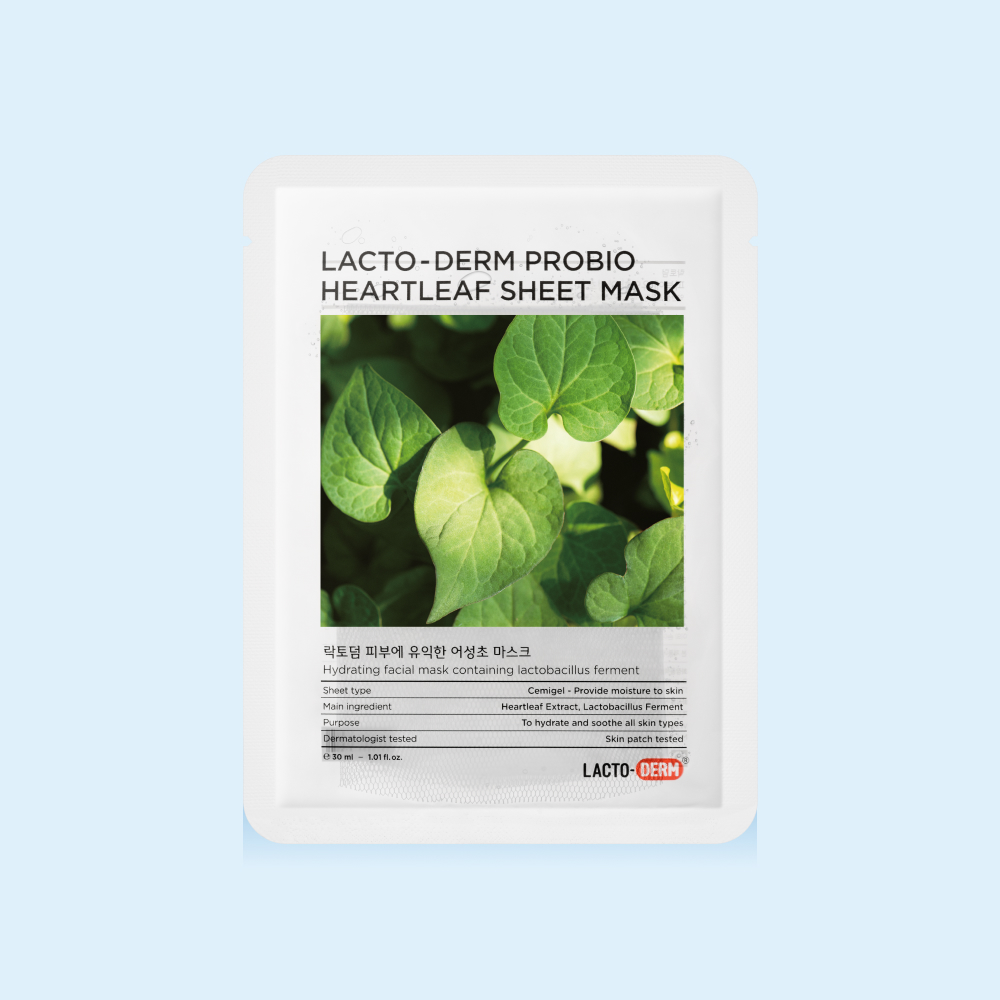 LACTO-DERM PROBIO
HEARTLEAF SHEET MASK
락토덤 피부에 유익한 어성초 마스크
Hydrating facial mask containing lactobacillus ferment
Sheet type Cemigel - Provide moisture to skin
Main ingredient Heartleaf Extract, Lactobacillus Ferment
Purpose To hydrate and soothe all skin types
Dermatologist tested Skin patch tested
℮ 30 ml – 1.01 fl.oz.
LACTO-DERM®